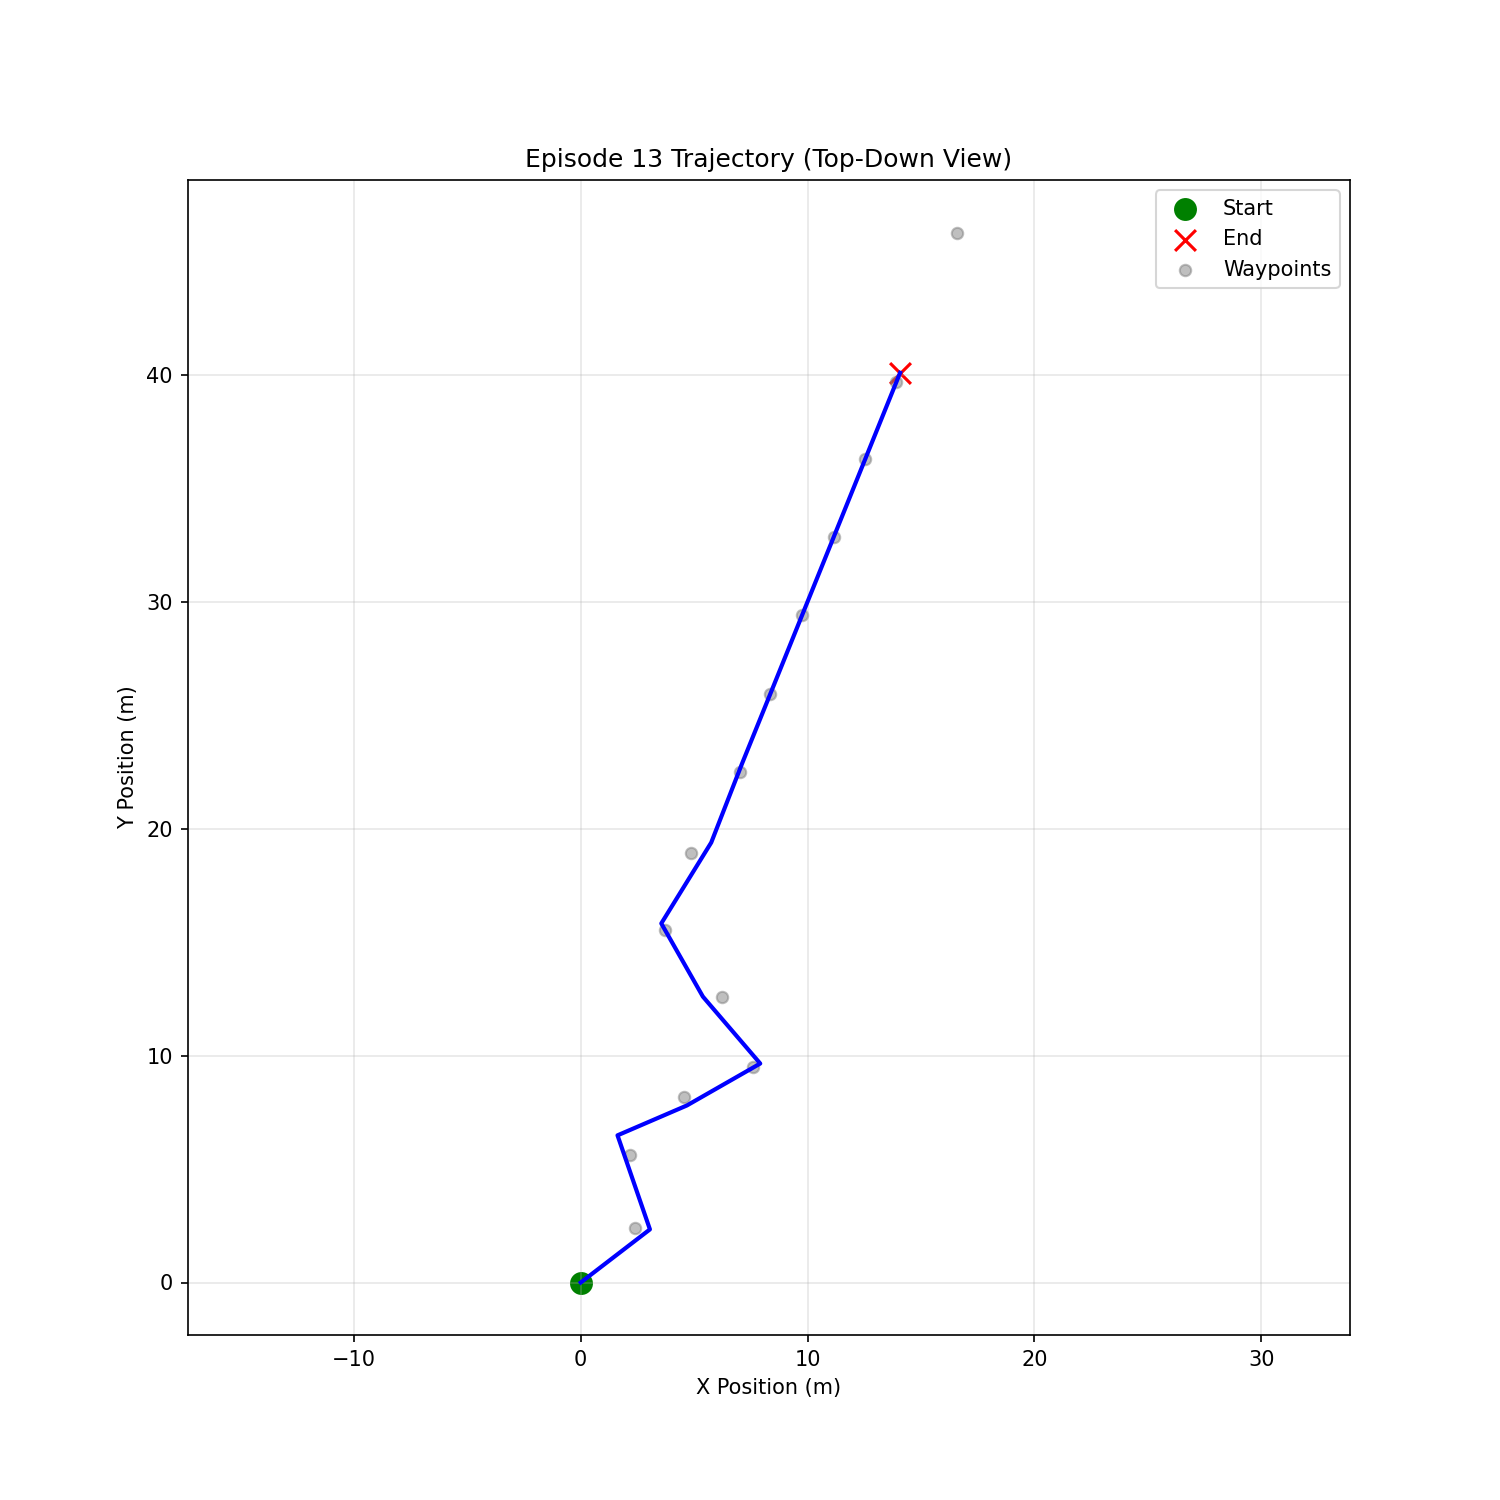 Episode 13 Trajectory (Top-Down View)
Start
End
Waypoints
40
30
20
10
0
Y Position (m)
−10
0
10
20
30
X Position (m)